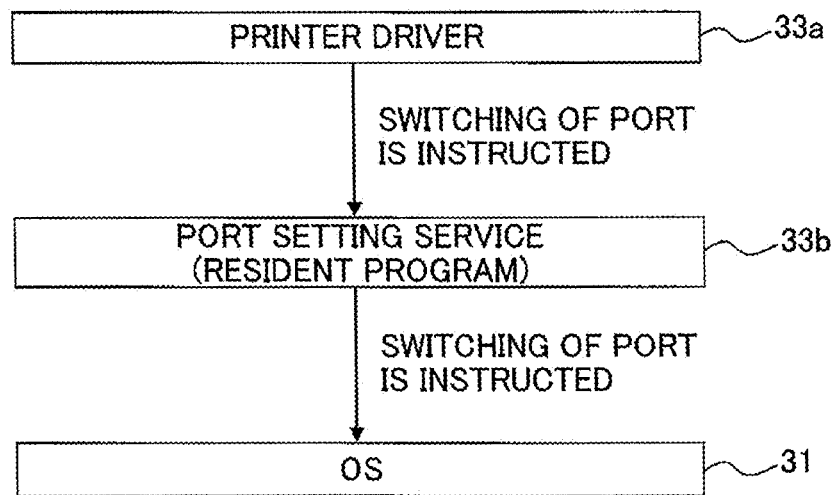 PRINTER DRIVER
33a
SWITCHING OF PORT
IS INSTRUCTED
PORT SETTING SERVICE
(RESIDENT PROGRAM)
33b
SWITCHING OF PORT
IS INSTRUCTED
OS
31